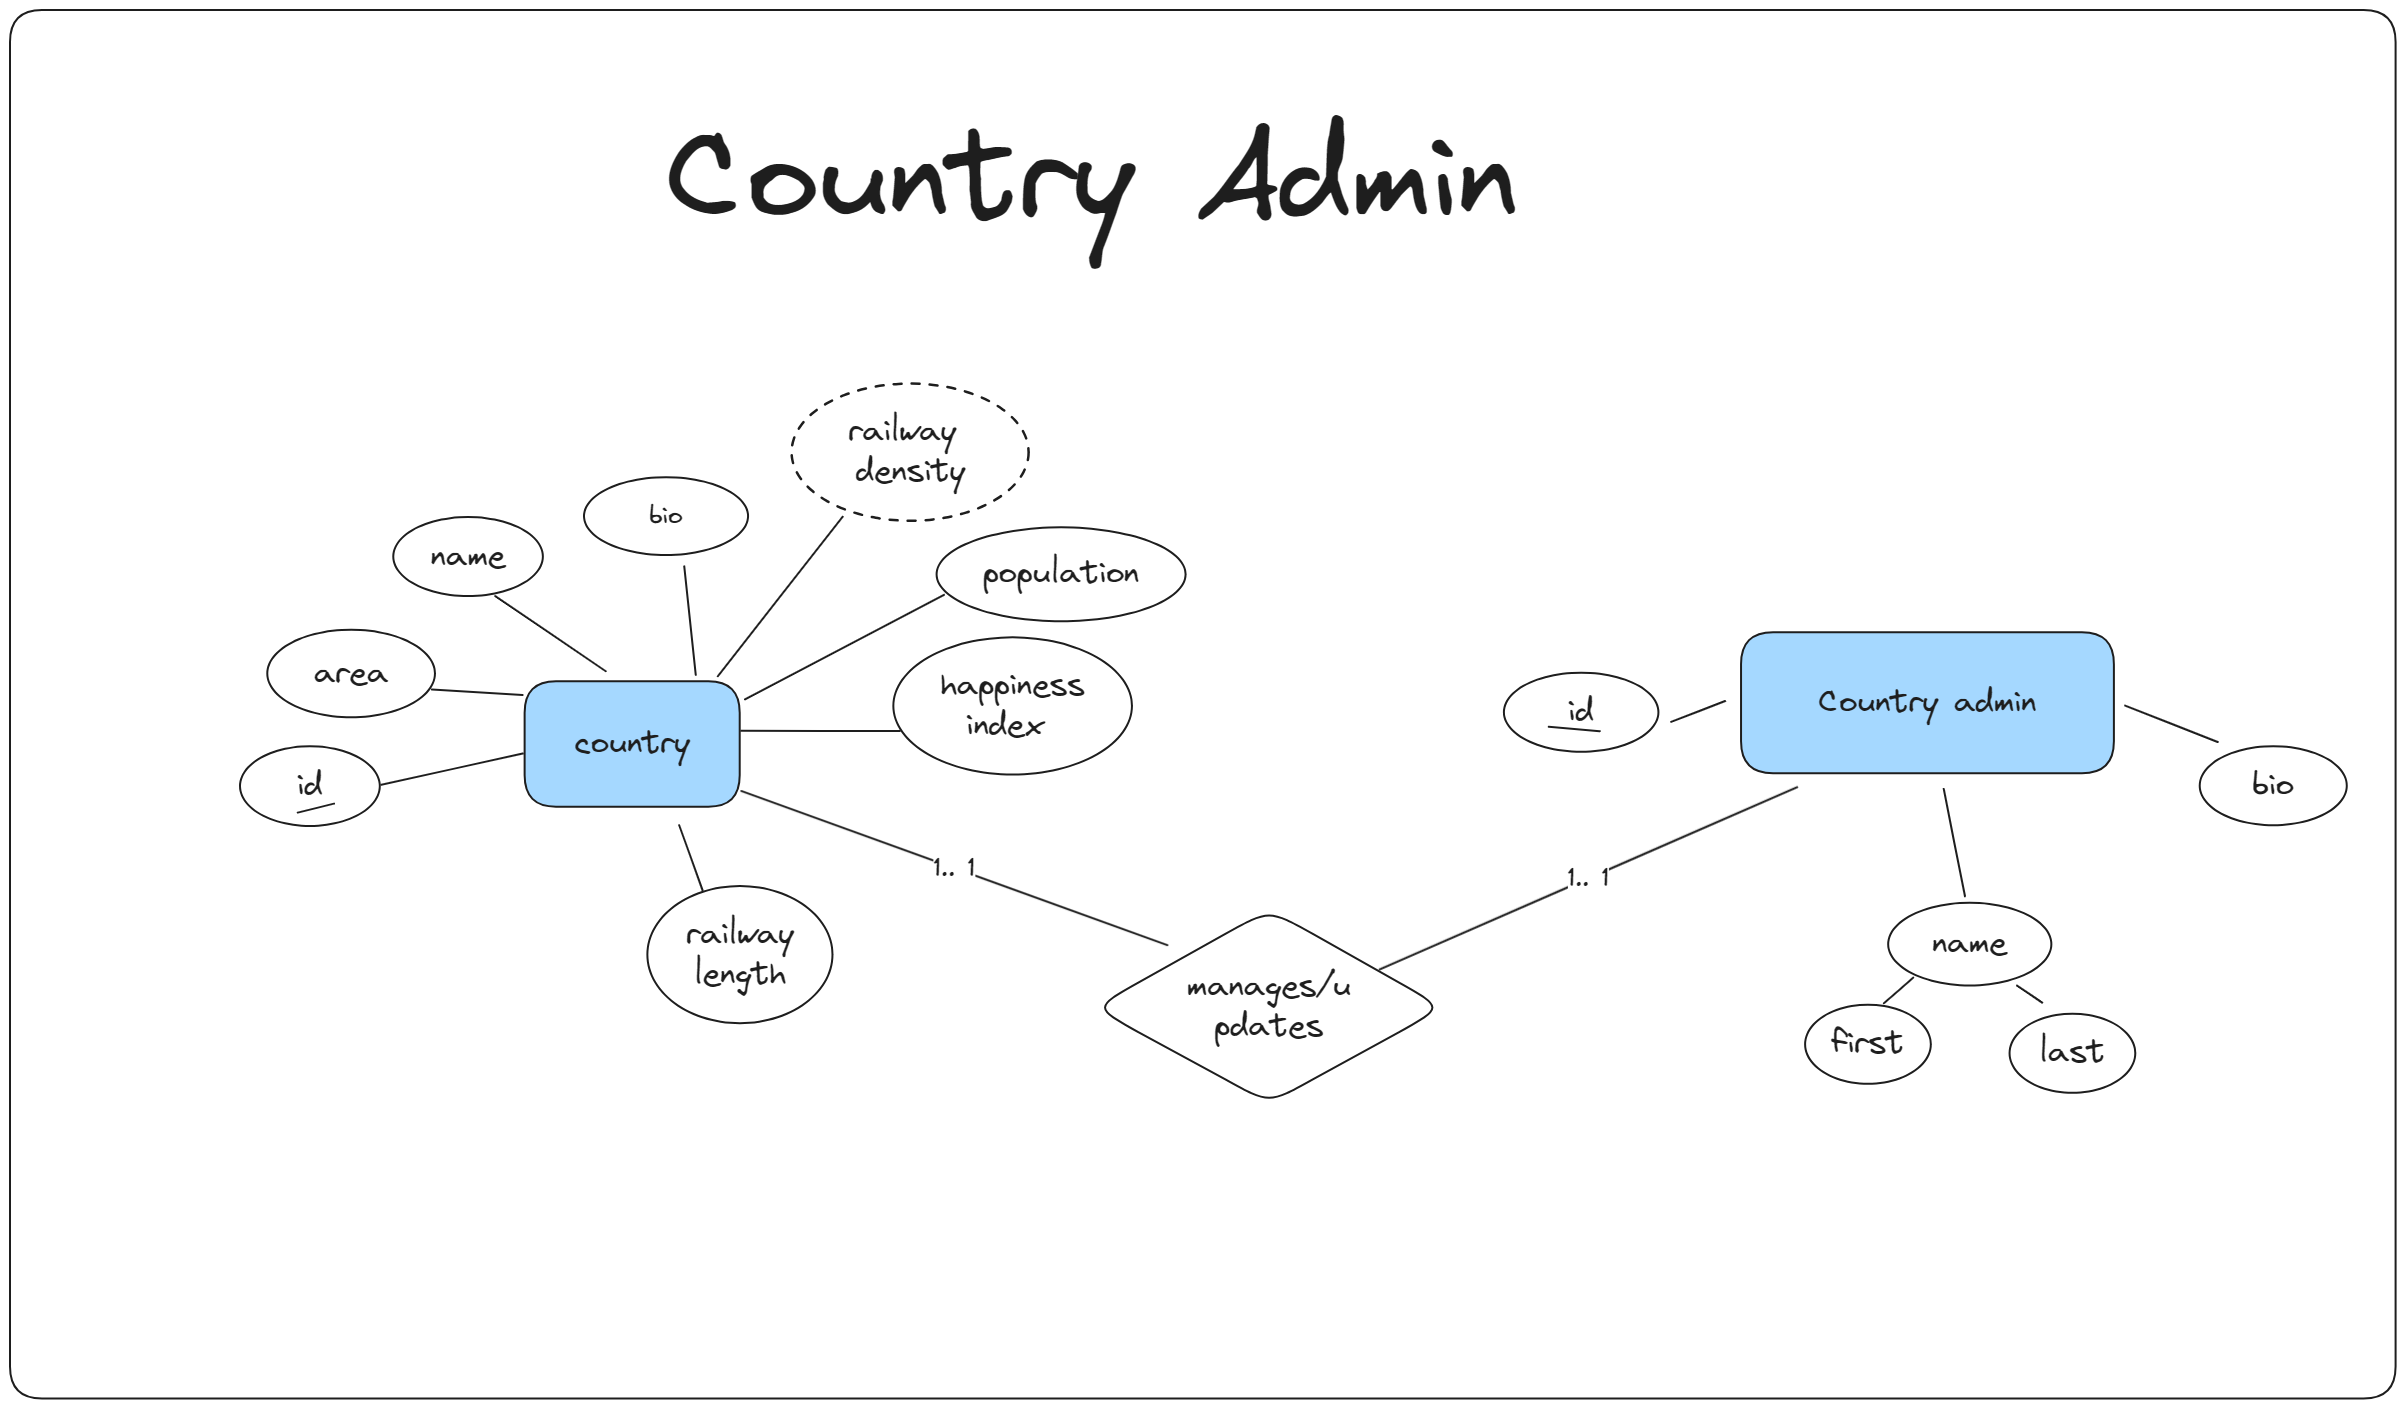 Country Admin
railway
density
bio
name
population
area
happiness
index
id
Country admin
country
id
bio
1.. 1
1.. 1
railway
length
name
manages/u
pdates
first
last